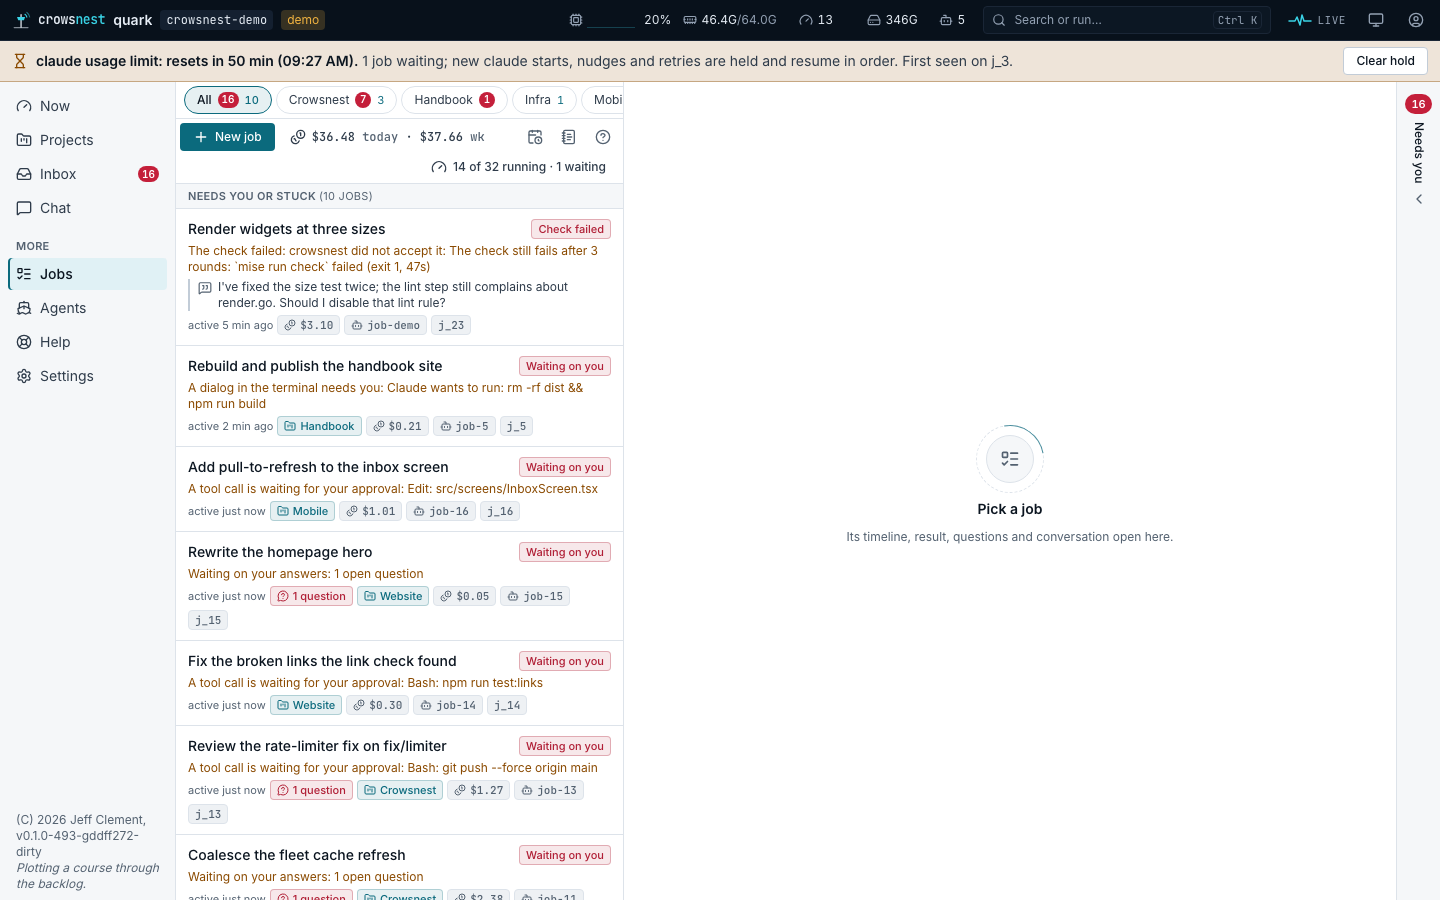 crowsnest quark crowsnest-demo demo
20% 46.4G/64.0G 13 346G 5
Search or run... Ctrl K LIVE
claude usage limit: resets in 50 min (09:27 AM). 1 job waiting; new claude starts, nudges and retries are held and resume in order. First seen on j_3.
Clear hold
Now
Projects
Inbox 16
Chat
MORE
Jobs
Agents
Help
Settings
(C) 2026 Jeff Clement,
v0.1.0-493-gddff272-
dirty
Plotting a course through
the backlog.
All 16 10 Crowsnest 7 3 Handbook 1 Infra 1 Mobi
New job $36.48 today · $37.66 wk
14 of 32 running · 1 waiting
NEEDS YOU OR STUCK (10 JOBS)
Render widgets at three sizes Check failed
The check failed: crowsnest did not accept it: The check still fails after 3
rounds: `mise run check` failed (exit 1, 47s)
I've fixed the size test twice; the lint step still complains about
render.go. Should I disable that lint rule?
active 5 min ago $3.10 job-demo j_23
Rebuild and publish the handbook site Waiting on you
A dialog in the terminal needs you: Claude wants to run: rm -rf dist &&
npm run build
active 2 min ago Handbook $0.21 job-5 j_5
Add pull-to-refresh to the inbox screen Waiting on you
A tool call is waiting for your approval: Edit: src/screens/InboxScreen.tsx
active just now Mobile $1.01 job-16 j_16
Rewrite the homepage hero Waiting on you
Waiting on your answers: 1 open question
active just now 1 question Website $0.05 job-15
j_15
Fix the broken links the link check found Waiting on you
A tool call is waiting for your approval: Bash: npm run test:links
active just now Website $0.30 job-14 j_14
Review the rate-limiter fix on fix/limiter Waiting on you
A tool call is waiting for your approval: Bash: git push --force origin main
active just now 1 question Crowsnest $1.27 job-13
j_13
Coalesce the fleet cache refresh Waiting on you
Waiting on your answers: 1 open question
active just now 1 question Crowsnest $2.38 job-11
Pick a job
Its timeline, result, questions and conversation open here.
16
Needs you